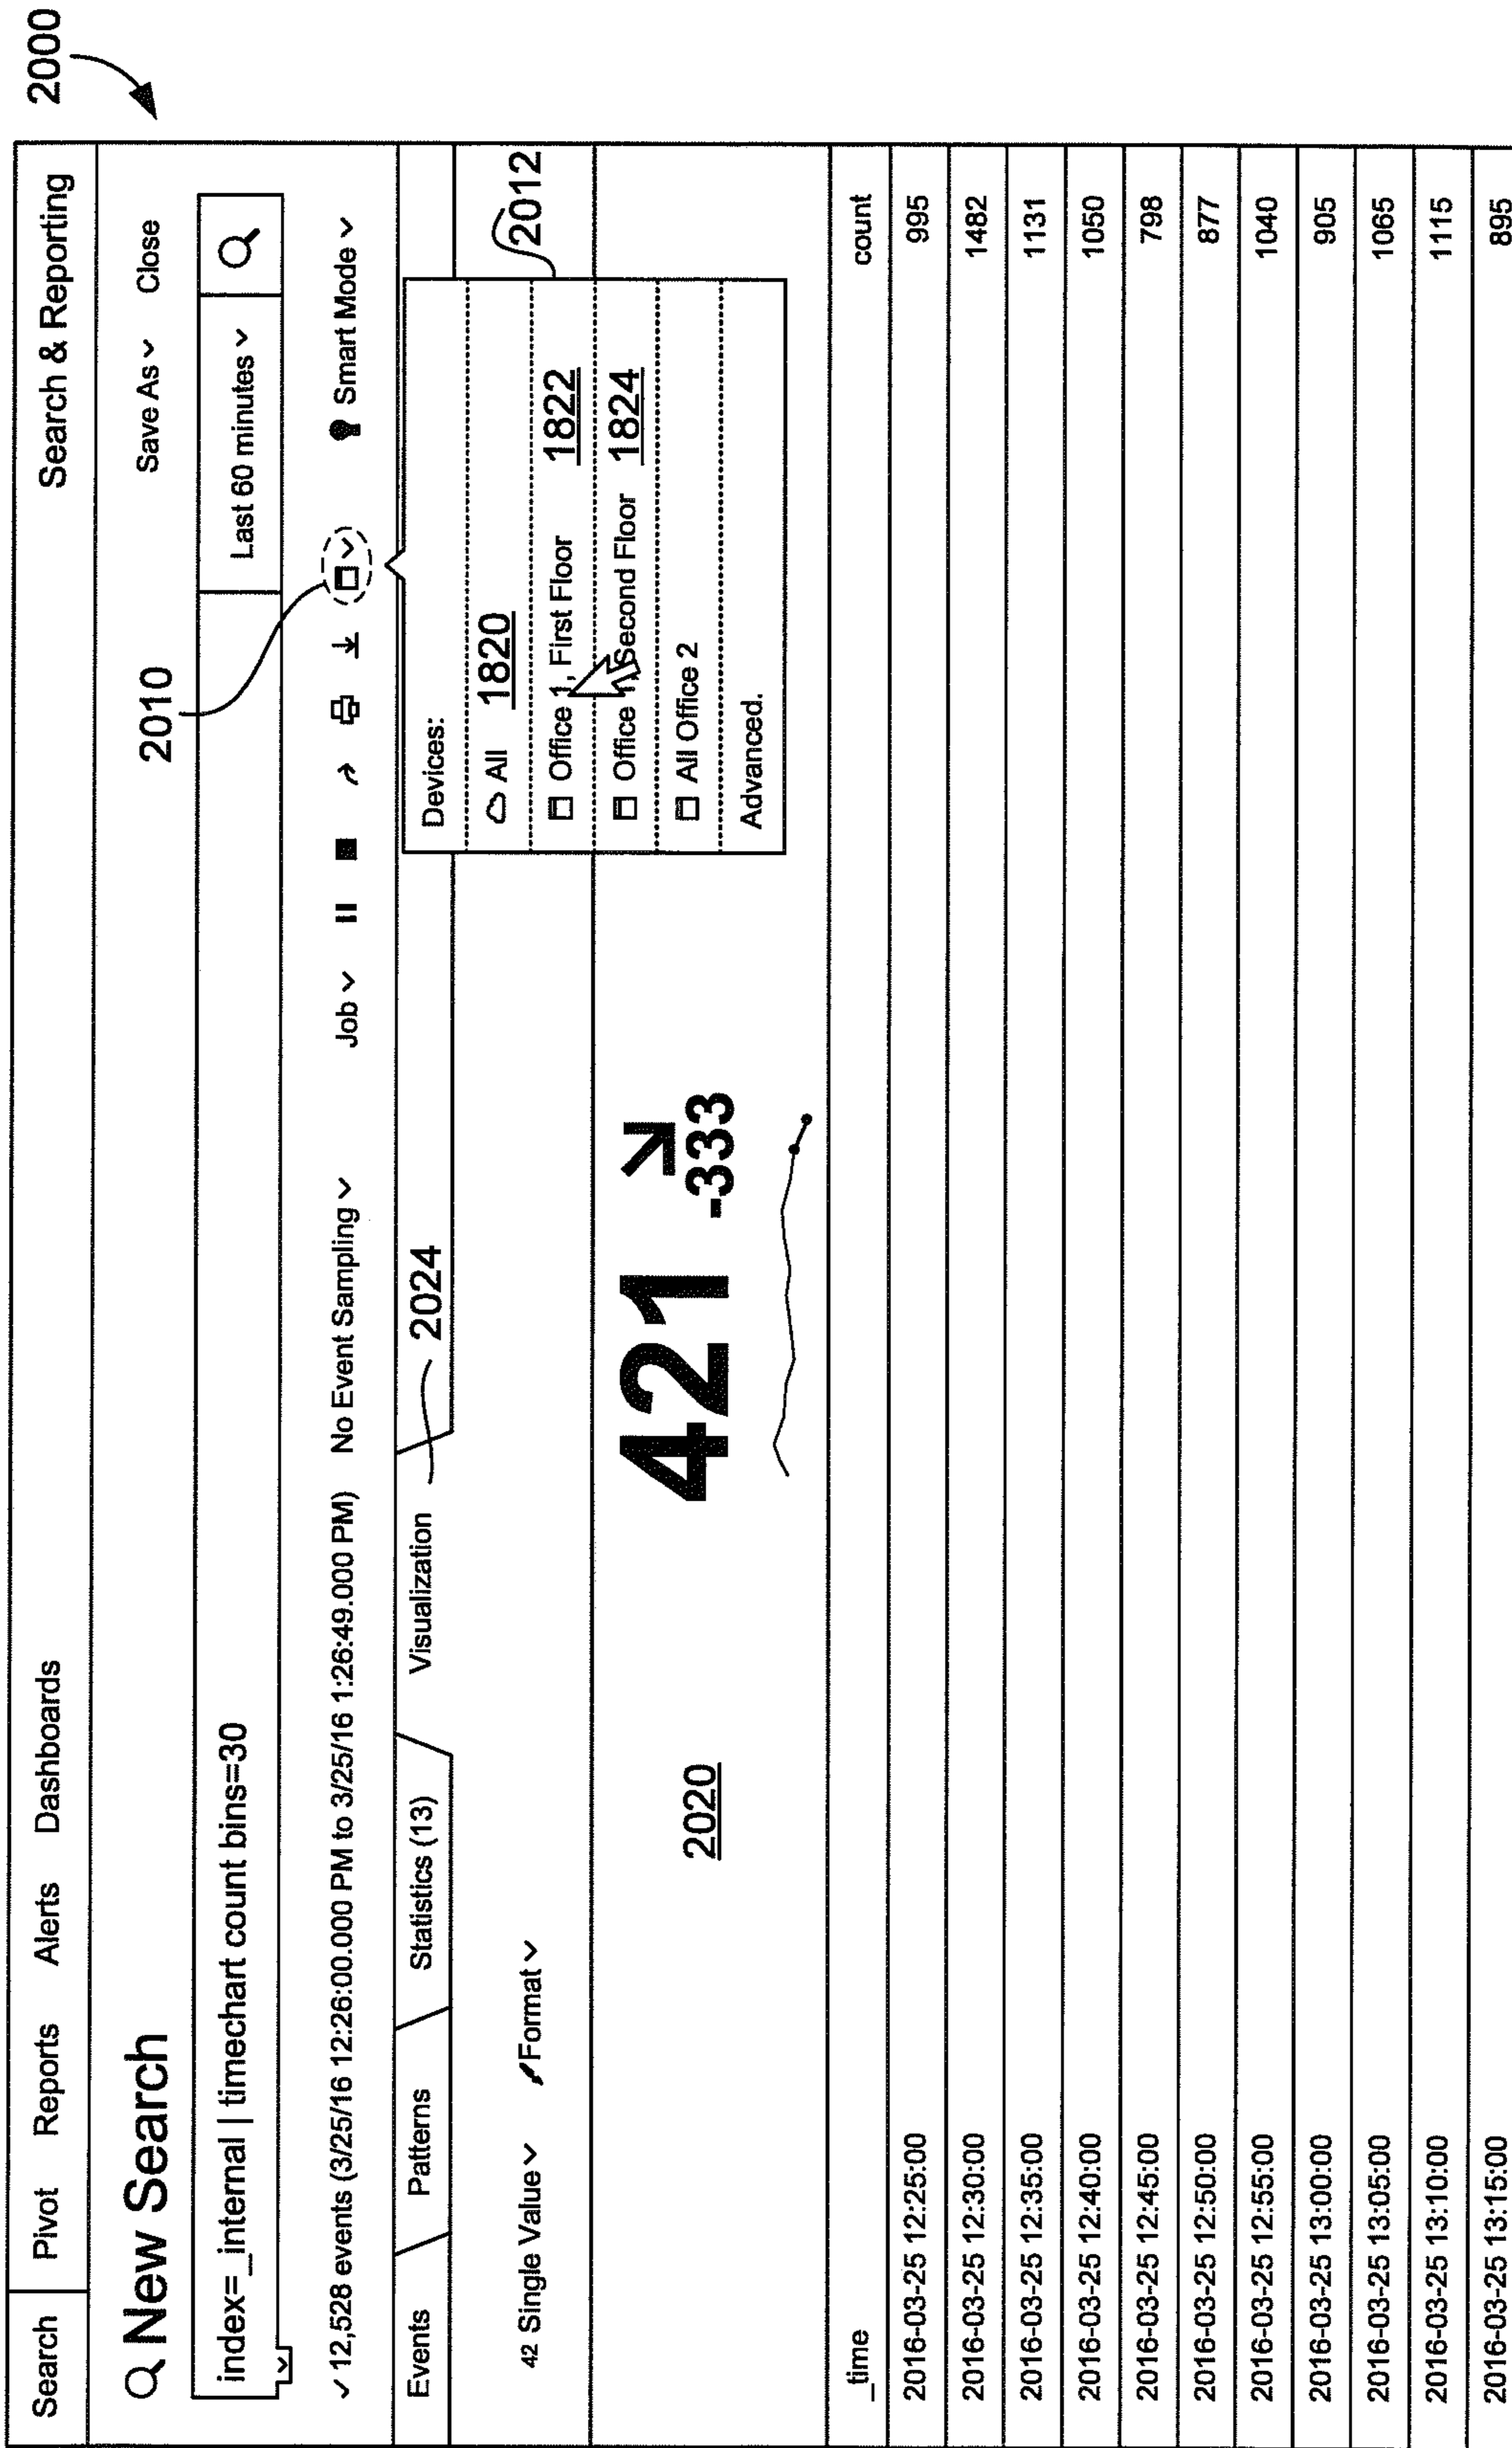 2000
Search Pivot Reports Alerts Dashboards Search & Reporting
New Search
2010
Save As Close
index=_internal | timechart count bins=30
Last 60 minutes
12,528 events (3/25/16 12:26:00.000 PM to 3/25/16 1:26:49.000 PM) No Event Sampling Job Smart Mode
Events Patterns Statistics (13) Visualization
2024
Devices:
All 1820
2012
42 Single Value Format
Office 1, First Floor 1822
Office 1, Second Floor 1824
All Office 2
Advanced.
2020
421 -333
_time count
2016-03-25 12:25:00 995
2016-03-25 12:30:00 1482
2016-03-25 12:35:00 1131
2016-03-25 12:40:00 1050
2016-03-25 12:45:00 798
2016-03-25 12:50:00 877
2016-03-25 12:55:00 1040
2016-03-25 13:00:00 905
2016-03-25 13:05:00 1065
2016-03-25 13:10:00 1115
2016-03-25 13:15:00 895